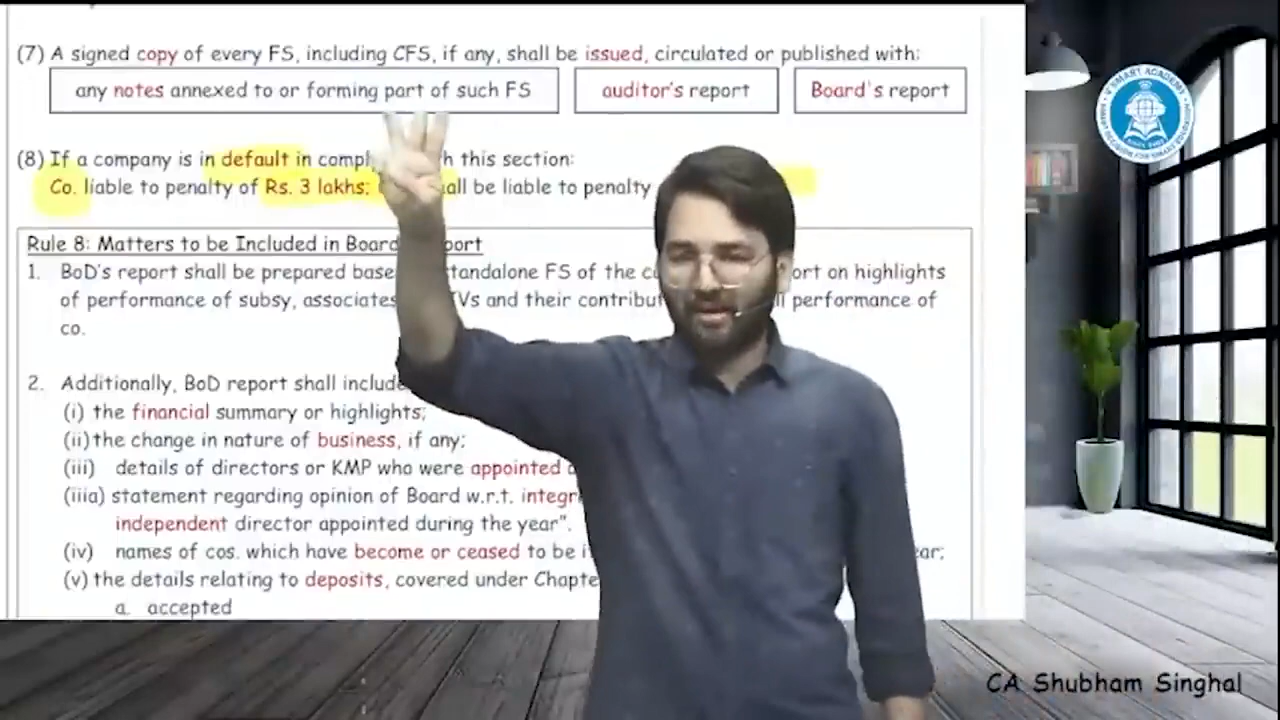 (7) A signed copy of every FS, including CFS, if any, shall be issued, circulated or published with:
any notes annexed to or forming part of such FS
auditor's report
Board's report
(8) If a company is in default in compl h this section:
Co. liable to penalty of Rs. 3 lakhs; all be liable to penalty
Rule 8: Matters to be Included in Board port
1. BoD's report shall be prepared base tandalone FS of the c ort on highlights
of performance of subsy, associates Vs and their contribut performance of
co.
2. Additionally, BoD report shall include
(i) the financial summary or highlights;
(ii) the change in nature of business, if any;
(iii) details of directors or KMP who were appointed
(iiia) statement regarding opinion of Board w.r.t. integr
independent director appointed during the year".
(iv) names of cos. which have become or ceased to be ar;
(v) the details relating to deposits, covered under Chapte
a. accepted
V'SMART ACADEMY
CA Shubham Singhal